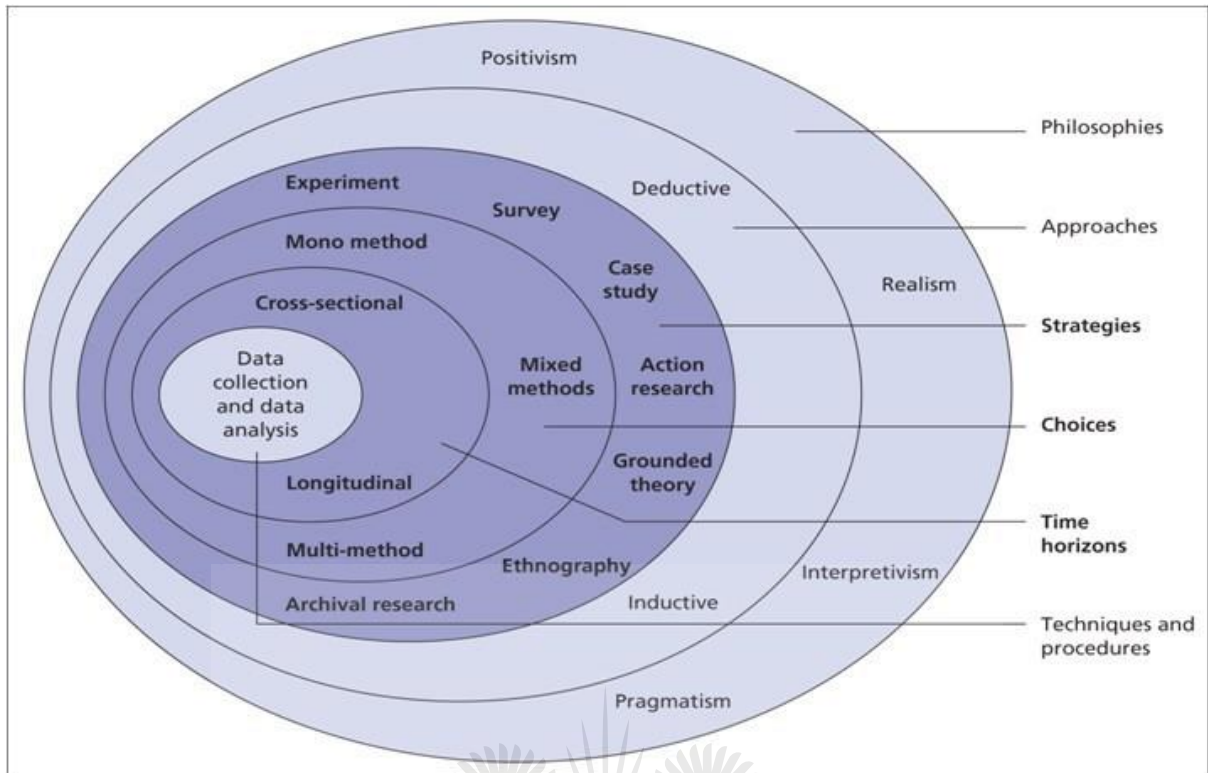 Positivism
Philosophies
Experiment
Deductive
Survey
Approaches
Mono method
Case
study
Realism
Cross-sectional
Strategies
Data
collection
and data
analysis
Mixed
methods
Action
research
Choices
Longitudinal
Grounded
theory
Time
horizons
Multi-method
Ethnography
Interpretivism
Archival research
Inductive
Techniques and
procedures
Pragmatism